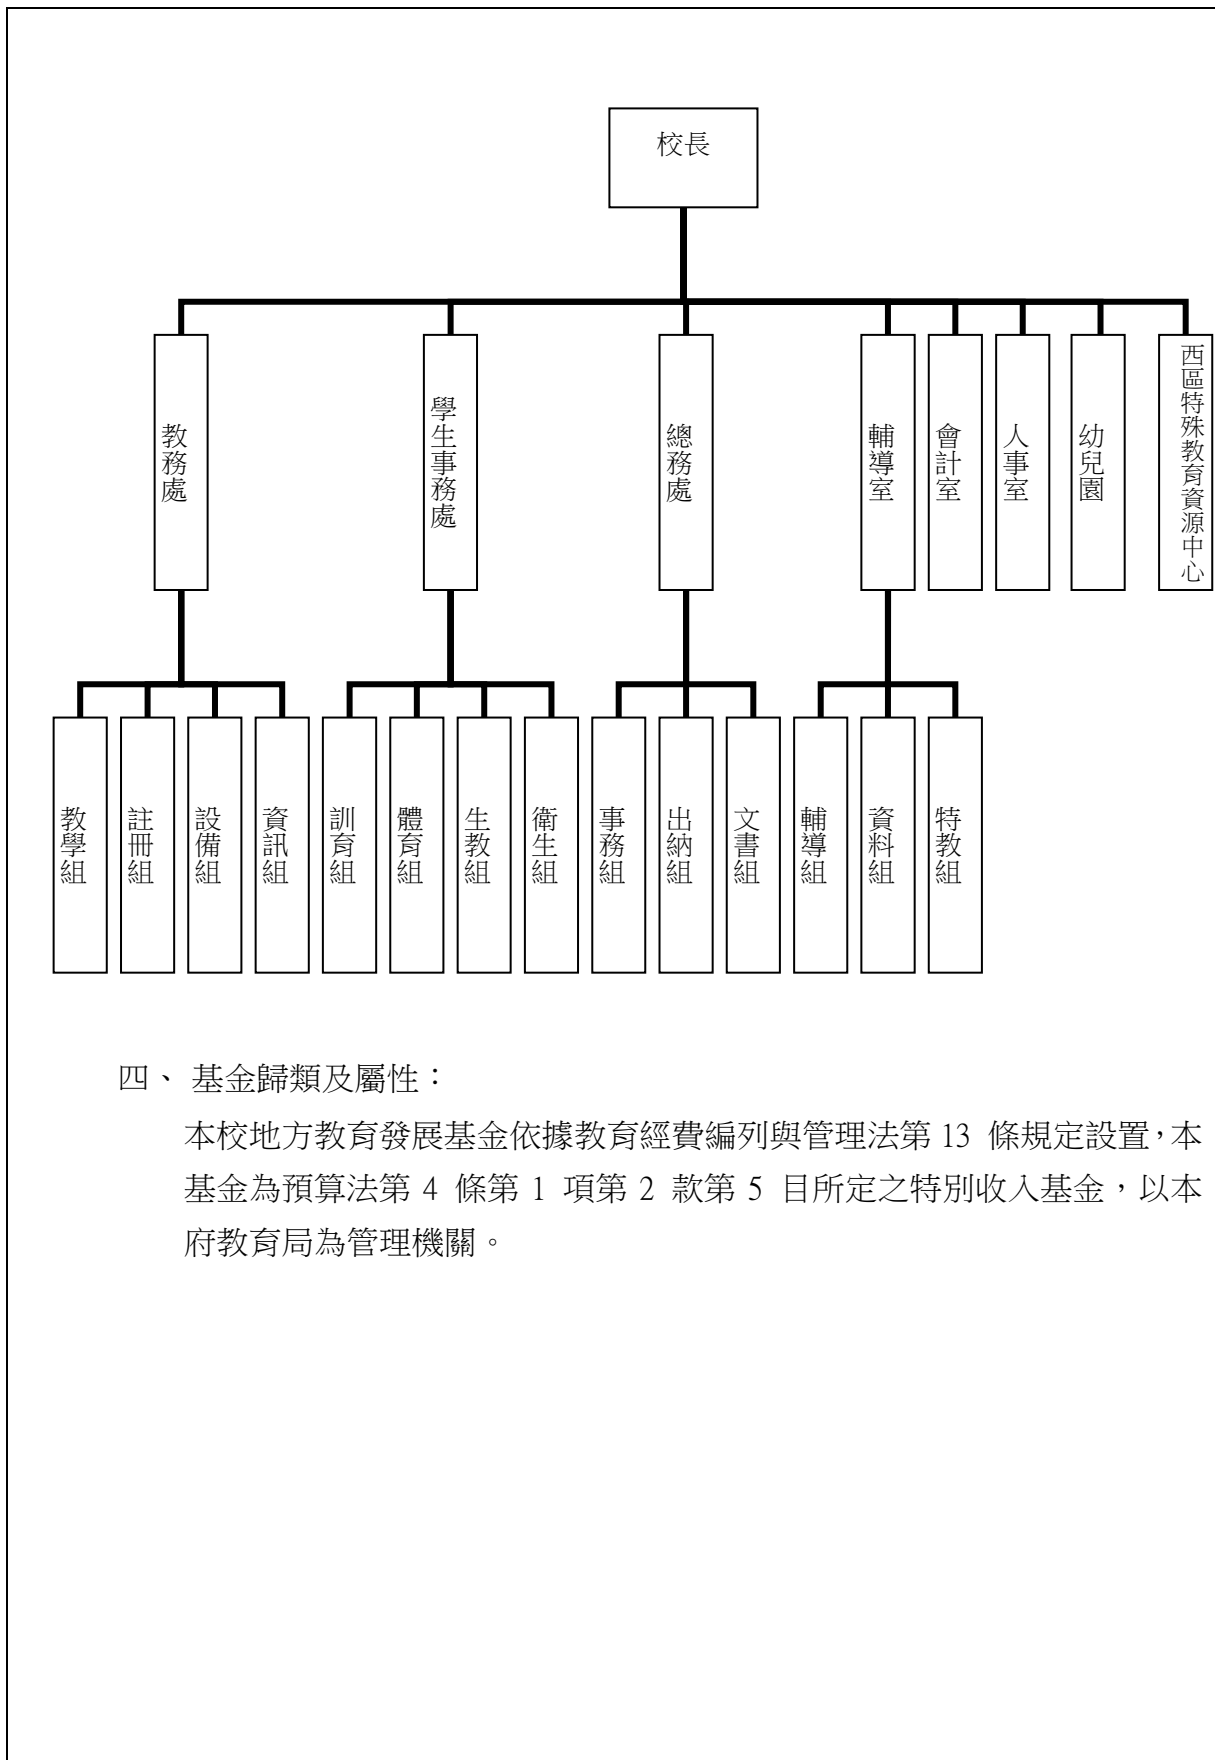 校長
教務處
學生事務處
總務處
輔導室
會計室
人事室
幼兒園
西區特殊教育資源中心
教學組
註冊組
設備組
資訊組
訓育組
體育組
生教組
衛生組
事務組
出納組
文書組
輔導組
資料組
特教組
四、 基金歸類及屬性：
本校地方教育發展基金依據教育經費編列與管理法第 13 條規定設置，本
基金為預算法第 4 條第 1 項第 2 款第 5 目所定之特別收入基金，以本
府教育局為管理機關。